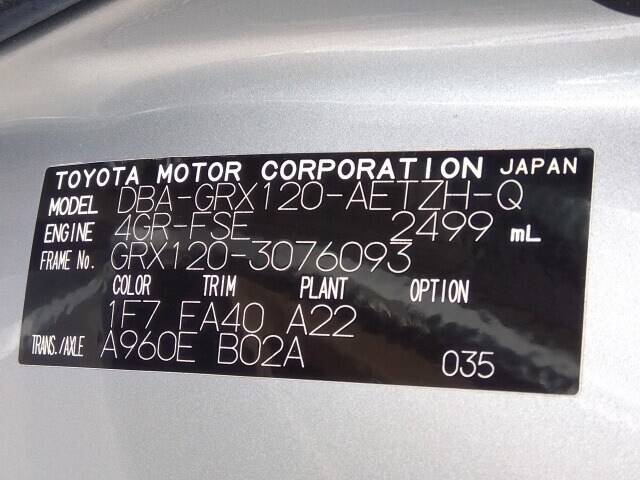 TOYOTA MOTOR CORPORATION JAPAN
MODEL DBA-GRX120-AETZH-Q
ENGINE 4GR-FSE 2499 mL
FRAME No. GRX120-3076093
COLOR TRIM PLANT OPTION
1F7 FA40 A22
TRANS./AXLE A960E B02A 035